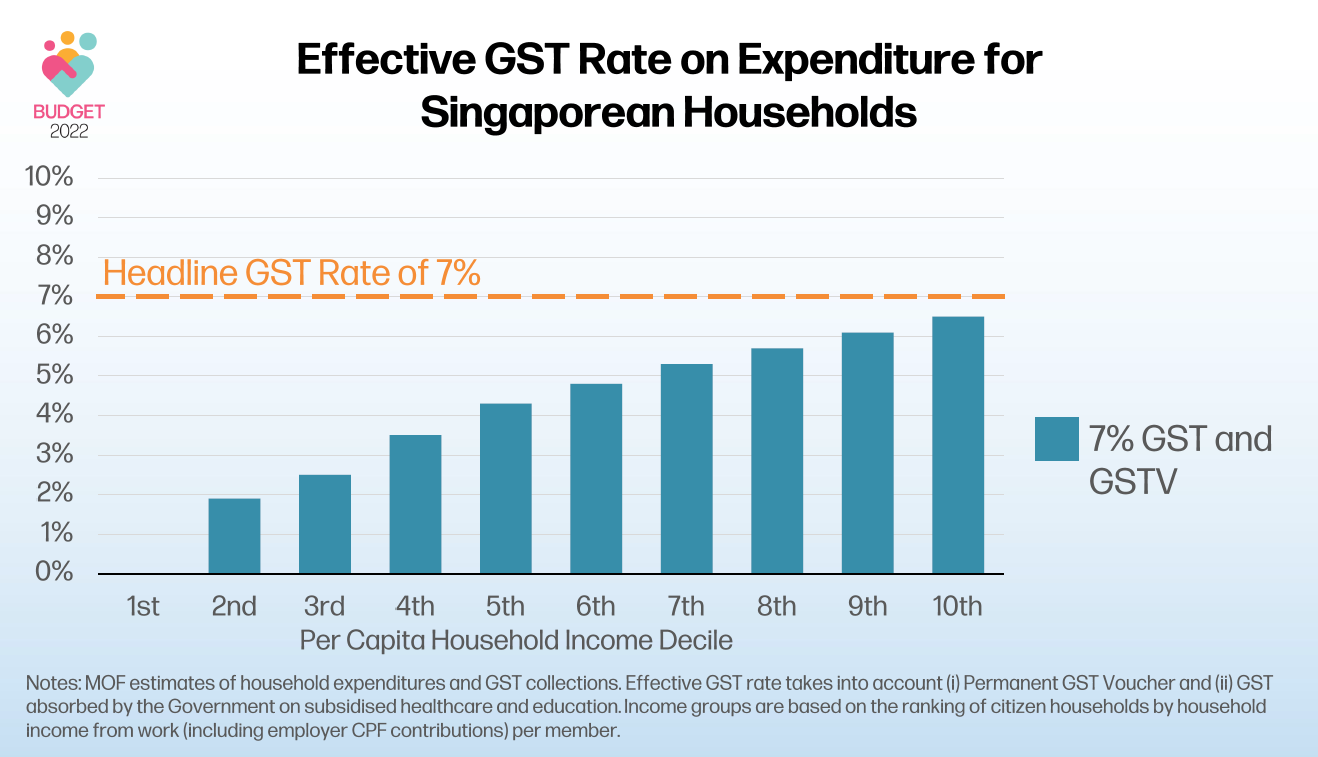 BUDGET
2022
Effective GST Rate on Expenditure for
Singaporean Households
10%
9%
8%
Headline GST Rate of 7%
7%
6%
5%
4%
3%
2%
1%
0%
7% GST and
GSTV
1st 2nd 3rd 4th 5th 6th 7th 8th 9th 10th
Per Capita Household Income Decile
Notes: MOF estimates of household expenditures and GST collections. Effective GST rate takes into account (i) Permanent GST Voucher and (ii) GST
absorbed by the Government on subsidised healthcare and education. Income groups are based on the ranking of citizen households by household
income from work (including employer CPF contributions) per member.